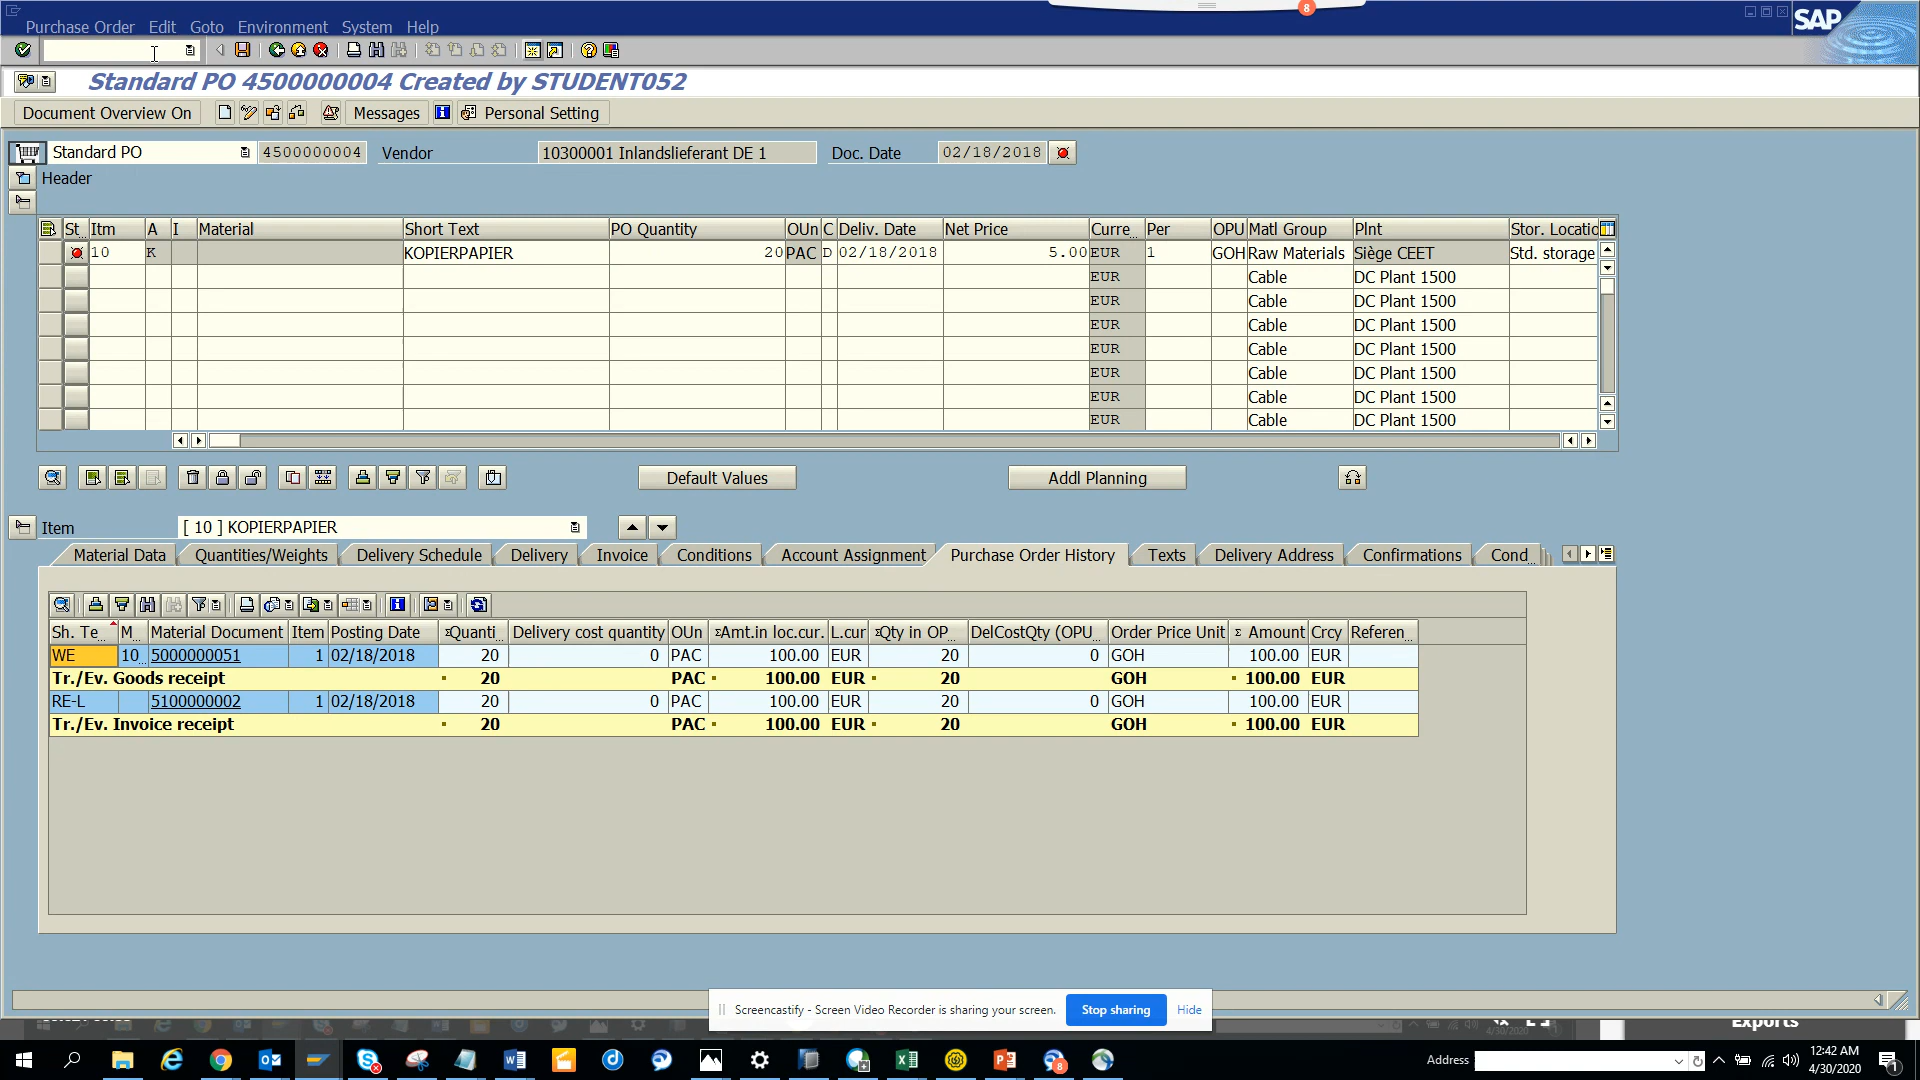 8
Purchase Order Edit Goto Environment System Help
SAP
Standard PO 4500000004 Created by STUDENT052
Document Overview On Messages Personal Setting
Standard PO 4500000004 Vendor 10300001 Inlandslieferant DE 1 Doc. Date 02/18/2018
Header
St.. Itm A I Material Short Text PO Quantity OUn C Deliv. Date Net Price Curre.. Per OPU Matl Group Plnt Stor. Locatio
10 K KOPIERPAPIER 20 PAC D 02/18/2018 5.00 EUR 1 GOH Raw Materials Siège CEET Std. storage
EUR Cable DC Plant 1500
EUR Cable DC Plant 1500
EUR Cable DC Plant 1500
EUR Cable DC Plant 1500
EUR Cable DC Plant 1500
EUR Cable DC Plant 1500
EUR Cable DC Plant 1500
Default Values Addl Planning
Item [ 10 ] KOPIERPAPIER
Material Data Quantities/Weights Delivery Schedule Delivery Invoice Conditions Account Assignment Purchase Order History Texts Delivery Address Confirmations Cond..
Sh. Te.. M.. Material Document Item Posting Date ΣQuanti.. Delivery cost quantity OUn ΣAmt.in loc.cur. L.cur ΣQty in OP.. DelCostQty (OPU.. Order Price Unit Σ Amount Crcy Referen..
WE 10.. 5000000051 1 02/18/2018 20 0 PAC 100.00 EUR 20 0 GOH 100.00 EUR
Tr./Ev. Goods receipt 20 PAC 100.00 EUR 20 GOH 100.00 EUR
RE-L 5100000002 1 02/18/2018 20 0 PAC 100.00 EUR 20 0 GOH 100.00 EUR
Tr./Ev. Invoice receipt 20 PAC 100.00 EUR 20 GOH 100.00 EUR
Screencastify - Screen Video Recorder is sharing your screen. Stop sharing Hide
Exports
Address 12:42 AM
4/30/2020